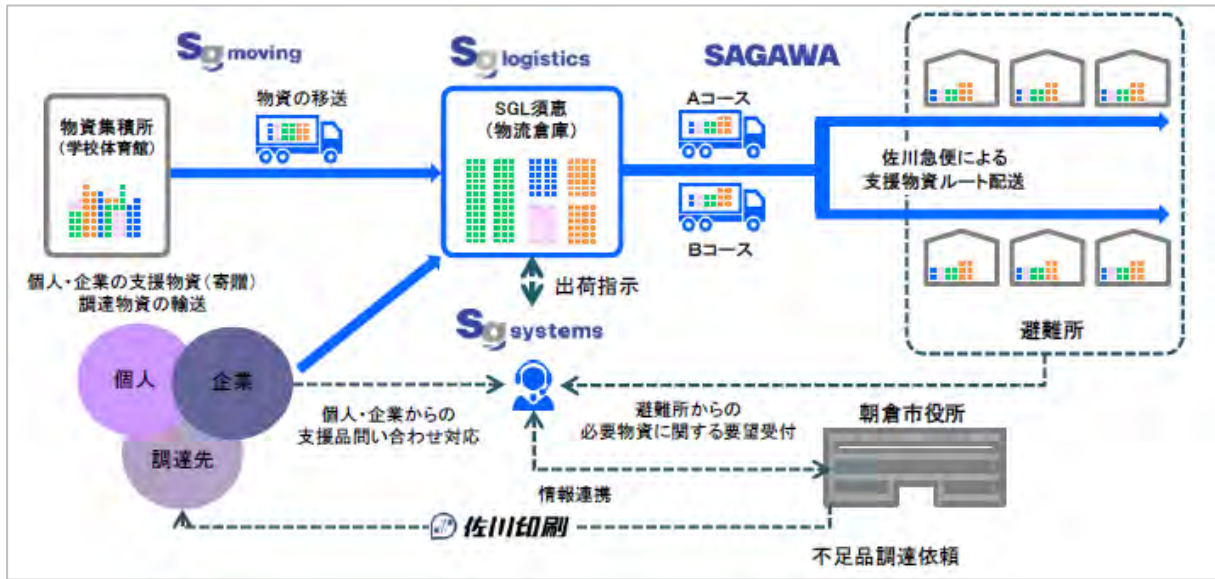 Sg moving
Sg logistics
SAGAWA
物資集積所
(学校体育館)
物資の移送
SGL須恵
(物流倉庫)
Aコース
Bコース
佐川急便による
支援物資ルート配送
個人・企業の支援物資(寄贈)
調達物資の輸送
出荷指示
避難所
Sg systems
個人
企業
調達先
個人・企業からの
支援品問い合わせ対応
避難所からの
必要物資に関する要望受付
朝倉市役所
情報連携
佐川印刷
不足品調達依頼